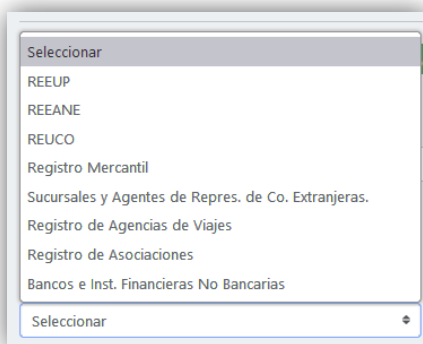 Seleccionar
REEUP
REEANE
REUCO
Registro Mercantil
Sucursales y Agentes de Repres. de Co. Extranjeras.
Registro de Agencias de Viajes
Registro de Asociaciones
Bancos e Inst. Financieras No Bancarias
Seleccionar